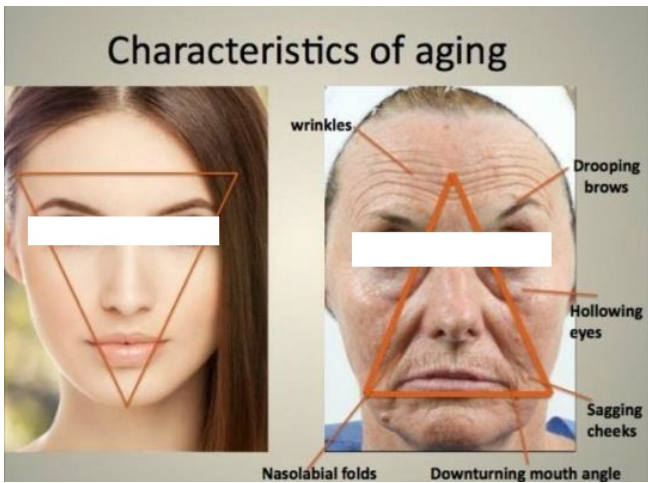 Characteristics of aging
wrinkles
Drooping
brows
Hollowing
eyes
Sagging
cheeks
Nasolabial folds
Downturning mouth angle